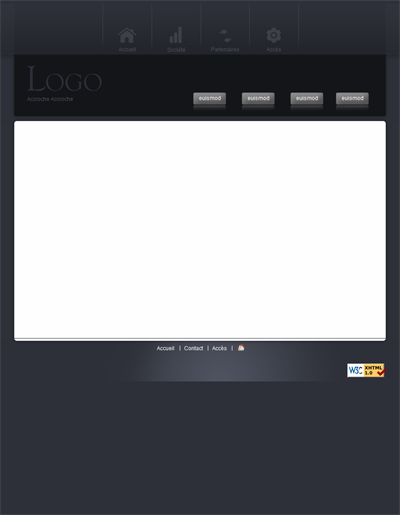 Accueil Société Partenaires Accès
LOGO
Accroche Accroche
euismod euismod euismod euismod
Accueil | Contact | Accès |
W3C XHTML 1.0